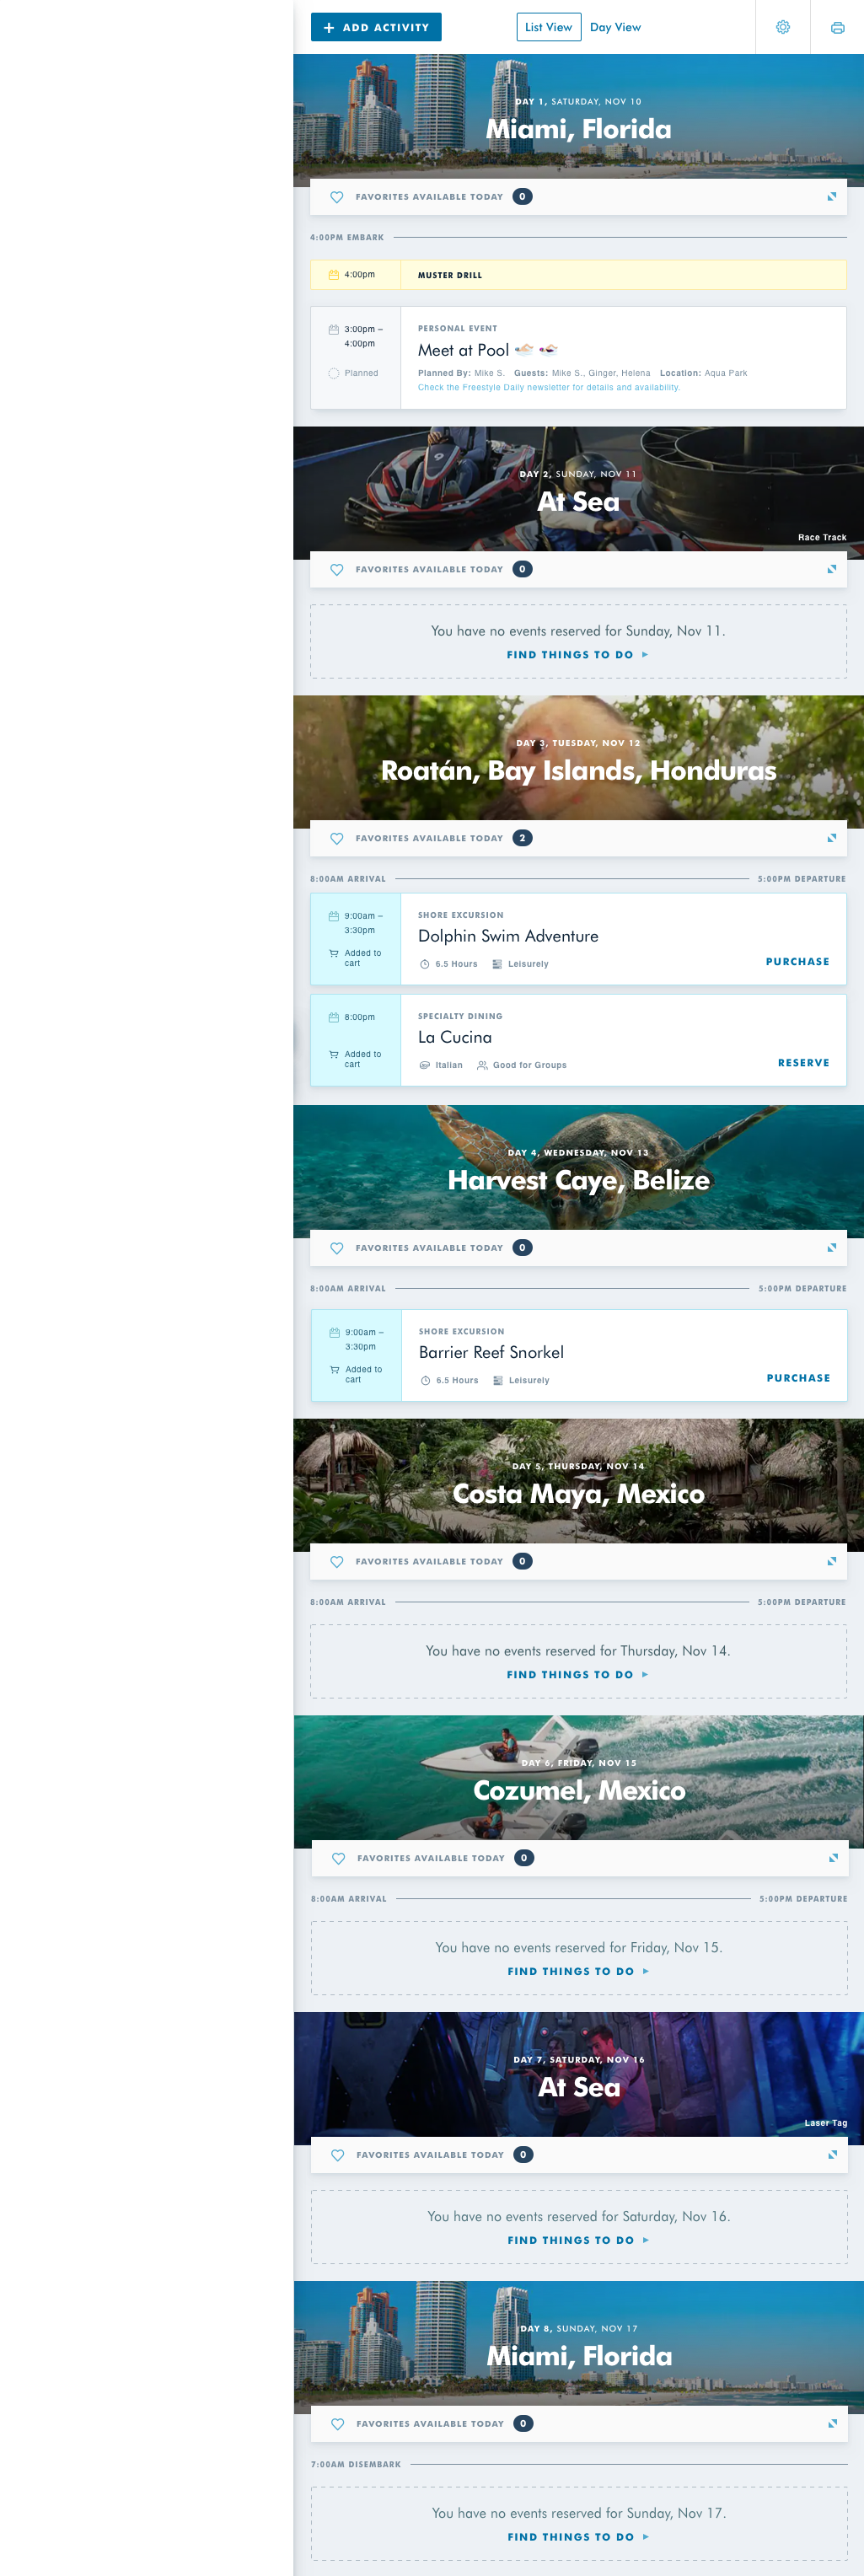 + ADD ACTIVITY
List View
Day View
DAY 1, SATURDAY, NOV 10
Miami, Florida
FAVORITES AVAILABLE TODAY 0
4:00PM EMBARK
4:00pm
MUSTER DRILL
3:00pm –
4:00pm
Planned
PERSONAL EVENT
Meet at Pool
Planned By: Mike S. Guests: Mike S., Ginger, Helena Location: Aqua Park
Check the Freestyle Daily newsletter for details and availability.
DAY 2, SUNDAY, NOV 11
At Sea
Race Track
FAVORITES AVAILABLE TODAY 0
You have no events reserved for Sunday, Nov 11.
FIND THINGS TO DO
DAY 3, TUESDAY, NOV 12
Roatán, Bay Islands, Honduras
FAVORITES AVAILABLE TODAY 2
8:00AM ARRIVAL
5:00PM DEPARTURE
9:00am –
3:30pm
Added to
cart
SHORE EXCURSION
Dolphin Swim Adventure
6.5 Hours Leisurely
PURCHASE
8:00pm
Added to
cart
SPECIALTY DINING
La Cucina
Italian Good for Groups
RESERVE
DAY 4, WEDNESDAY, NOV 13
Harvest Caye, Belize
FAVORITES AVAILABLE TODAY 0
8:00AM ARRIVAL
5:00PM DEPARTURE
9:00am –
3:30pm
Added to
cart
SHORE EXCURSION
Barrier Reef Snorkel
6.5 Hours Leisurely
PURCHASE
DAY 5, THURSDAY, NOV 14
Costa Maya, Mexico
FAVORITES AVAILABLE TODAY 0
8:00AM ARRIVAL
5:00PM DEPARTURE
You have no events reserved for Thursday, Nov 14.
FIND THINGS TO DO
DAY 6, FRIDAY, NOV 15
Cozumel, Mexico
FAVORITES AVAILABLE TODAY 0
8:00AM ARRIVAL
5:00PM DEPARTURE
You have no events reserved for Friday, Nov 15.
FIND THINGS TO DO
DAY 7, SATURDAY, NOV 16
At Sea
Laser Tag
FAVORITES AVAILABLE TODAY 0
You have no events reserved for Saturday, Nov 16.
FIND THINGS TO DO
DAY 8, SUNDAY, NOV 17
Miami, Florida
FAVORITES AVAILABLE TODAY 0
7:00AM DISEMBARK
You have no events reserved for Sunday, Nov 17.
FIND THINGS TO DO